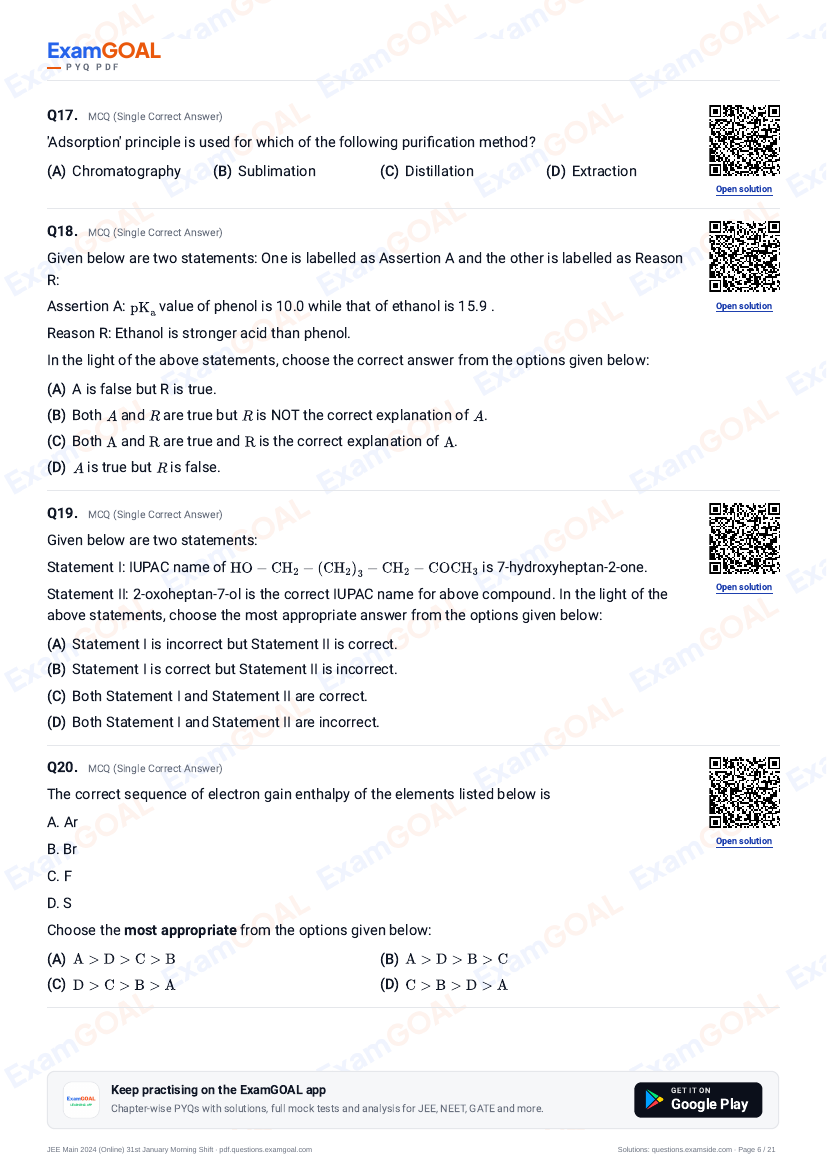 ExamGOAL
PYQ PDF
Q17. MCQ (Single Correct Answer)
'Adsorption' principle is used for which of the following purification method?
(A) Chromatography (B) Sublimation (C) Distillation (D) Extraction
Open solution
Q18. MCQ (Single Correct Answer)
Given below are two statements: One is labelled as Assertion A and the other is labelled as Reason
R:
Open solution
Assertion A: pKₐ value of phenol is 10.0 while that of ethanol is 15.9 .
Reason R: Ethanol is stronger acid than phenol.
In the light of the above statements, choose the correct answer from the options given below:
(A) A is false but R is true.
(B) Both A and R are true but R is NOT the correct explanation of A.
(C) Both A and R are true and R is the correct explanation of A.
(D) A is true but R is false.
Q19. MCQ (Single Correct Answer)
Given below are two statements:
Statement I: IUPAC name of HO − CH₂ − (CH₂)₃ − CH₂ − COCH₃ is 7-hydroxyheptan-2-one.
Open solution
Statement II: 2-oxoheptan-7-ol is the correct IUPAC name for above compound. In the light of the
above statements, choose the most appropriate answer from the options given below:
(A) Statement I is incorrect but Statement II is correct.
(B) Statement I is correct but Statement II is incorrect.
(C) Both Statement I and Statement II are correct.
(D) Both Statement I and Statement II are incorrect.
Q20. MCQ (Single Correct Answer)
The correct sequence of electron gain enthalpy of the elements listed below is
A. Ar
Open solution
B. Br
C. F
D. S
Choose the most appropriate from the options given below:
(A) A > D > C > B (B) A > D > B > C
(C) D > C > B > A (D) C > B > D > A
Keep practising on the ExamGOAL app
Chapter-wise PYQs with solutions, full mock tests and analysis for JEE, NEET, GATE and more.
GET IT ON
Google Play
JEE Main 2024 (Online) 31st January Morning Shift · pdf.questions.examgoal.com Solutions: questions.examside.com · Page 6 / 21